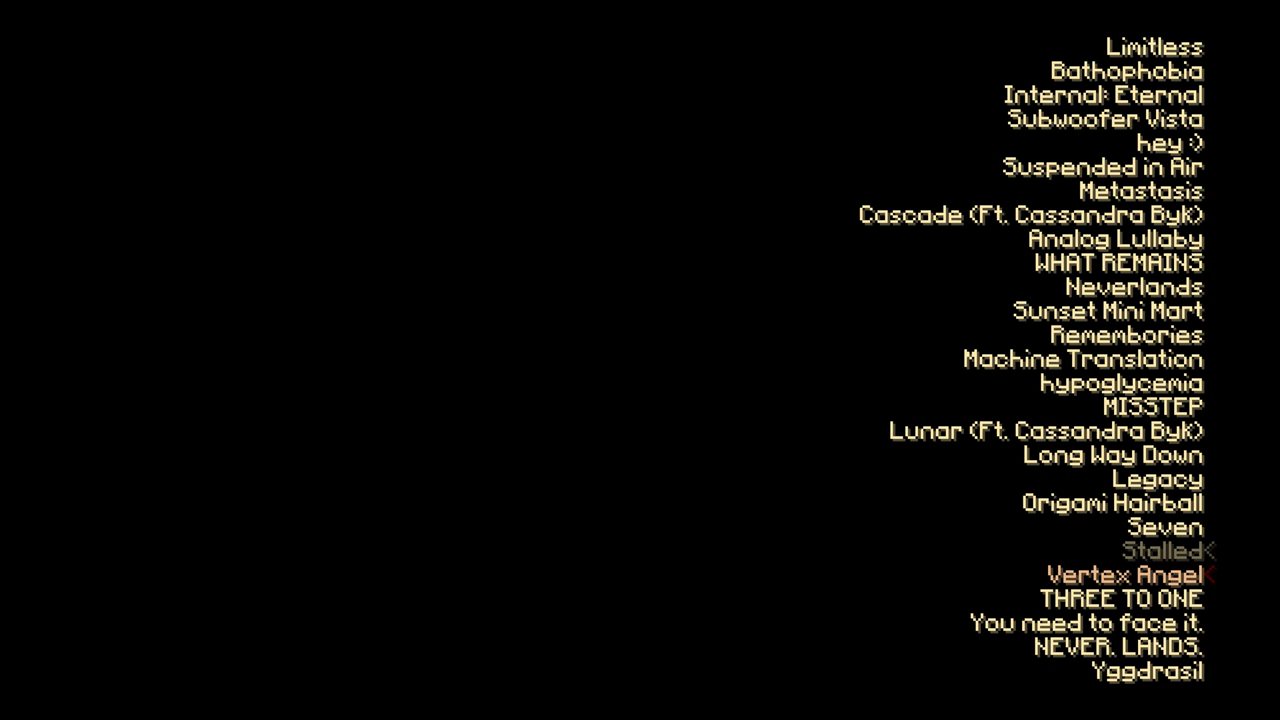 Limitless
Bathophobia
Internal: Eternal
Subwoofer Vista
hey :)
Suspended in Air
Metastasis
Cascade (Ft. Cassandra Byk)
Analog Lullaby
WHAT REMAINS
Neverlands
Sunset Mini Mart
Remembories
Machine Translation
hypoglycemia
MISSTEP
Lunar (Ft. Cassandra Byk)
Long Way Down
Legacy
Origami Hairball
Seven
Stalled<
Vertex Angel<
THREE TO ONE
You need to face it.
NEVER. LANDS.
Yggdrasil